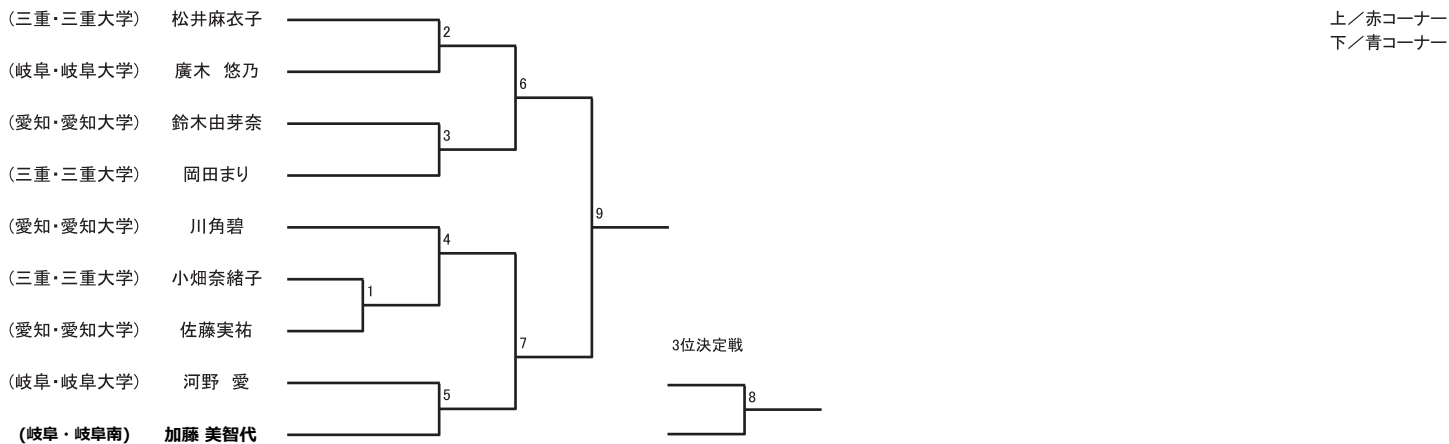 (三重・三重大学) 松井麻衣子
上／赤コーナー
2
下／青コーナー
(岐阜・岐阜大学) 廣木 悠乃
6
(愛知・愛知大学) 鈴木由芽奈
3
(三重・三重大学) 岡田まり
9
(愛知・愛知大学) 川角碧
4
(三重・三重大学) 小畑奈緒子
1
(愛知・愛知大学) 佐藤実祐
7
3位決定戦
(岐阜・岐阜大学) 河野 愛
5
8
(岐阜・岐阜南) 加藤 美智代